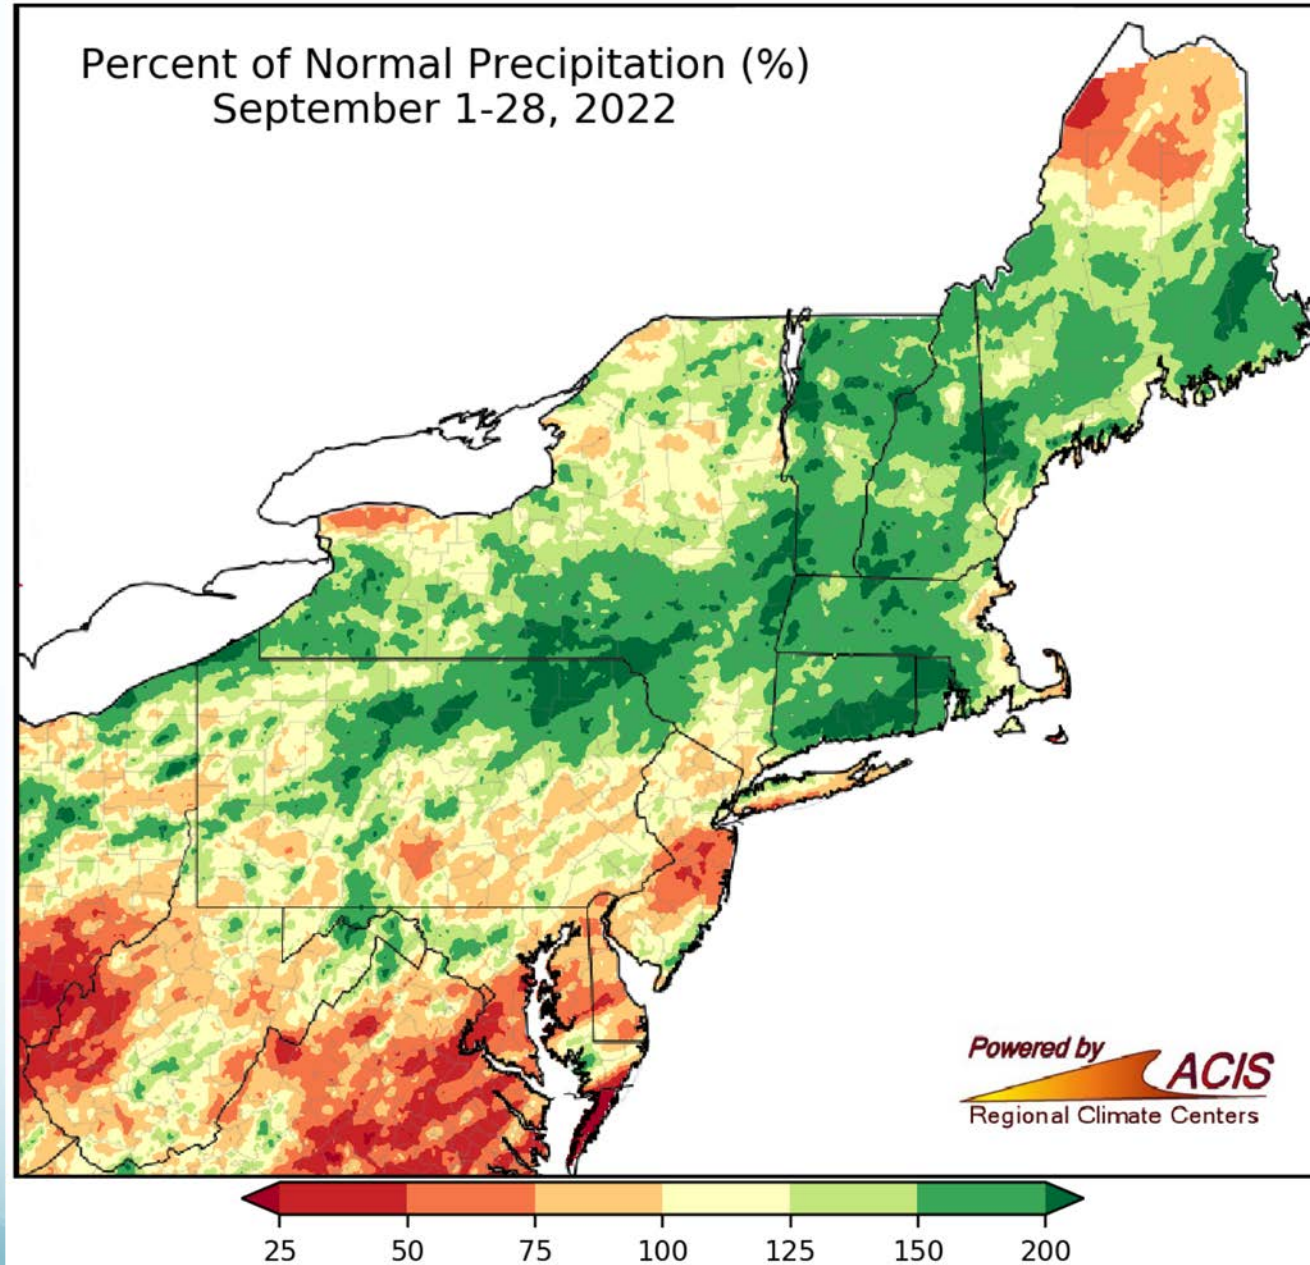 Percent of Normal Precipitation (%)
September 1-28, 2022
Powered by
ACIS
Regional Climate Centers
25 50 75 100 125 150 200